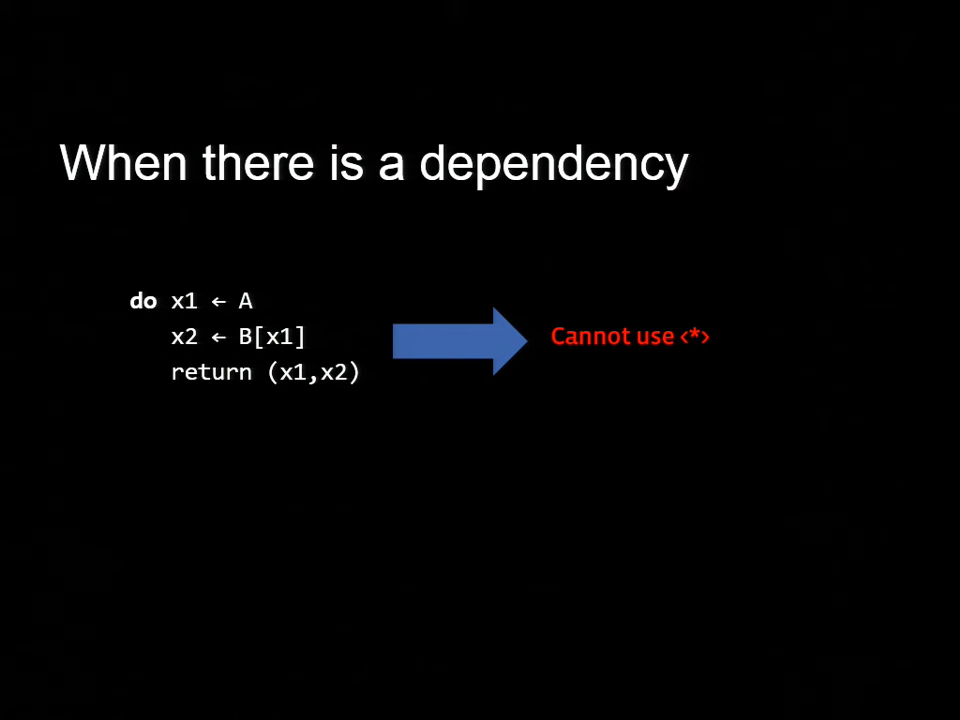 When there is a dependency
do x1 ← A
x2 ← B[x1]
return (x1,x2)
Cannot use <*>